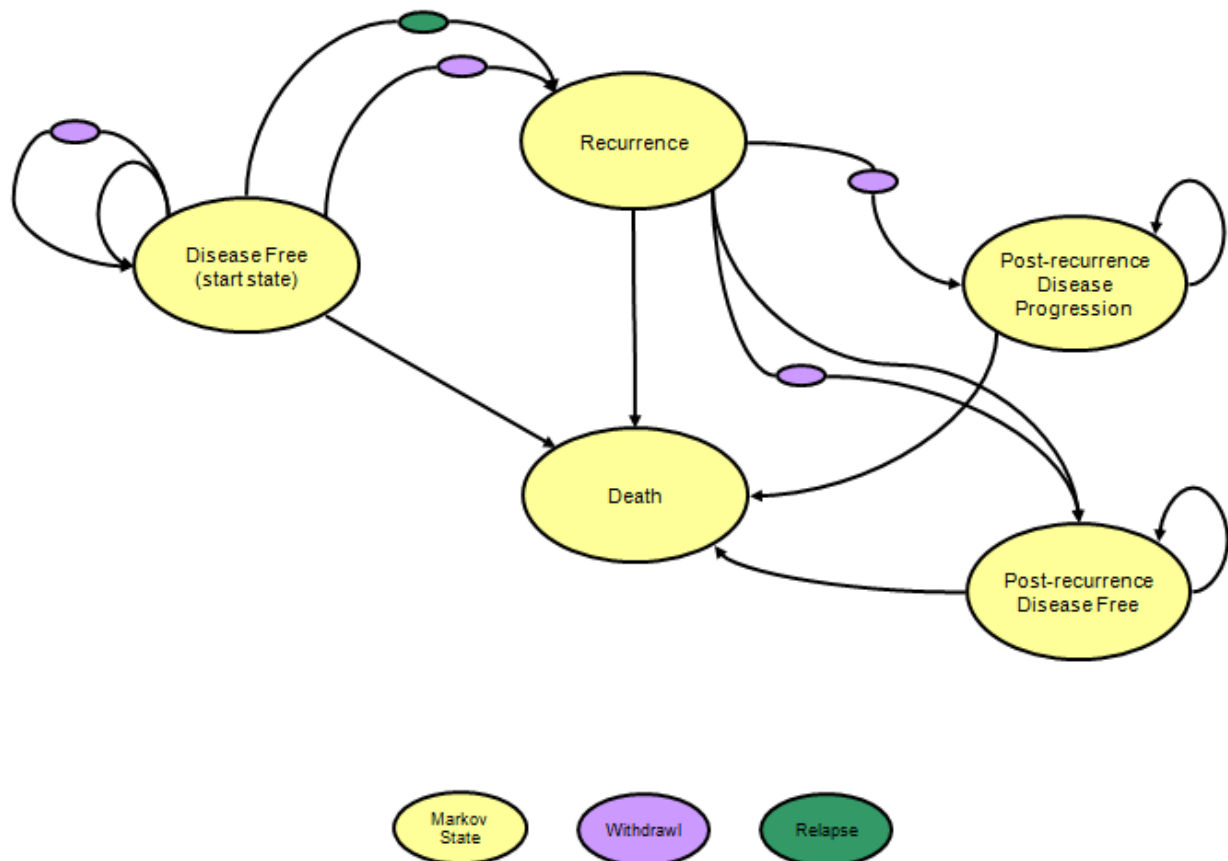 Recurrence
Disease Free
(start state)
Post-recurrence
Disease
Progression
Death
Post-recurrence
Disease Free
Markov
State
Withdrawl
Relapse